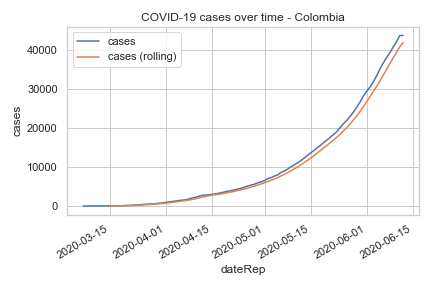 COVID-19 cases over time - Colombia
cases
cases (rolling)
cases
40000
30000
20000
10000
0
2020-03-15
2020-04-01
2020-04-15
2020-05-01
2020-05-15
2020-06-01
2020-06-15
dateRep